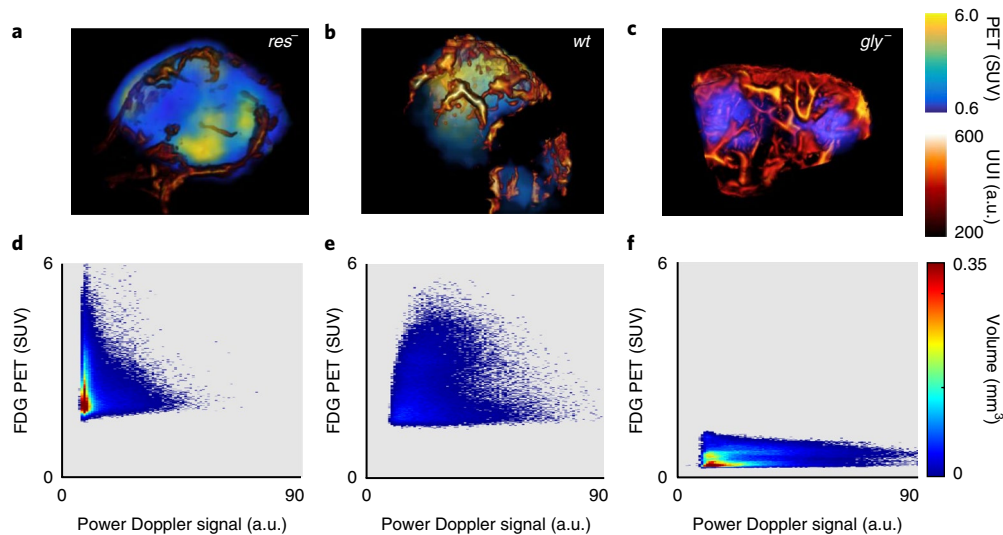 a
res⁻
b
wt
c
gly⁻
6.0
PET (SUV)
0.6
600
UUI (a.u.)
200
d
6
FDG PET (SUV)
0
0
90
Power Doppler signal (a.u.)
e
6
FDG PET (SUV)
0
0
90
Power Doppler signal (a.u.)
f
6
FDG PET (SUV)
0
0
90
Power Doppler signal (a.u.)
0.35
Volume (mm³)
0